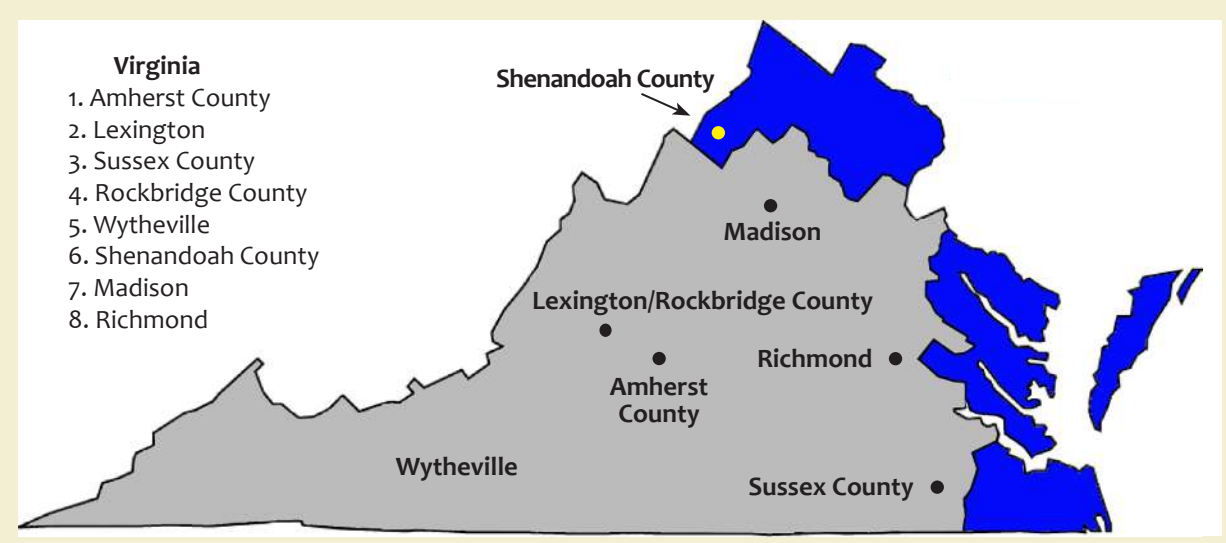 Virginia
1. Amherst County
2. Lexington
3. Sussex County
4. Rockbridge County
5. Wytheville
6. Shenandoah County
7. Madison
8. Richmond
Shenandoah County
Madison
Lexington/Rockbridge County
Richmond
Amherst
County
Wytheville
Sussex County